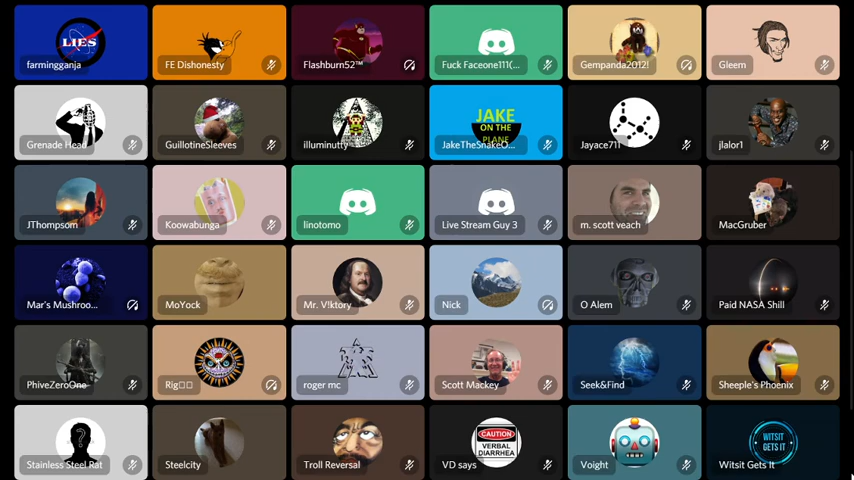 LIES
farmingganja
FE Dishonesty
Flashburn52™
Fuck Faceone111(...
Gempanda2012!
Gleem
Grenade Head
GuillotineSleeves
illuminutty
JAKE
ON THE
PLANE
JakeTheSnakeO...
Jayace711
jlalor1
JThompsom
Koowabunga
linotomo
Live Stream Guy 3
m. scott veach
MacGruber
Mar's Mushroo...
MoYock
Mr. V!ktory
Nick
O Alem
Paid NASA Shill
PhiveZeroOne
Rig▯▯
roger mc
Scott Mackey
Seek&Find
Sheeple's Phoenix
?
Stainless Steel Rat
Steelcity
Troll Reversal
CAUTION
VERBAL
DIARRHEA
VD says
Voight
WITSIT
GETS IT
Witsit Gets It